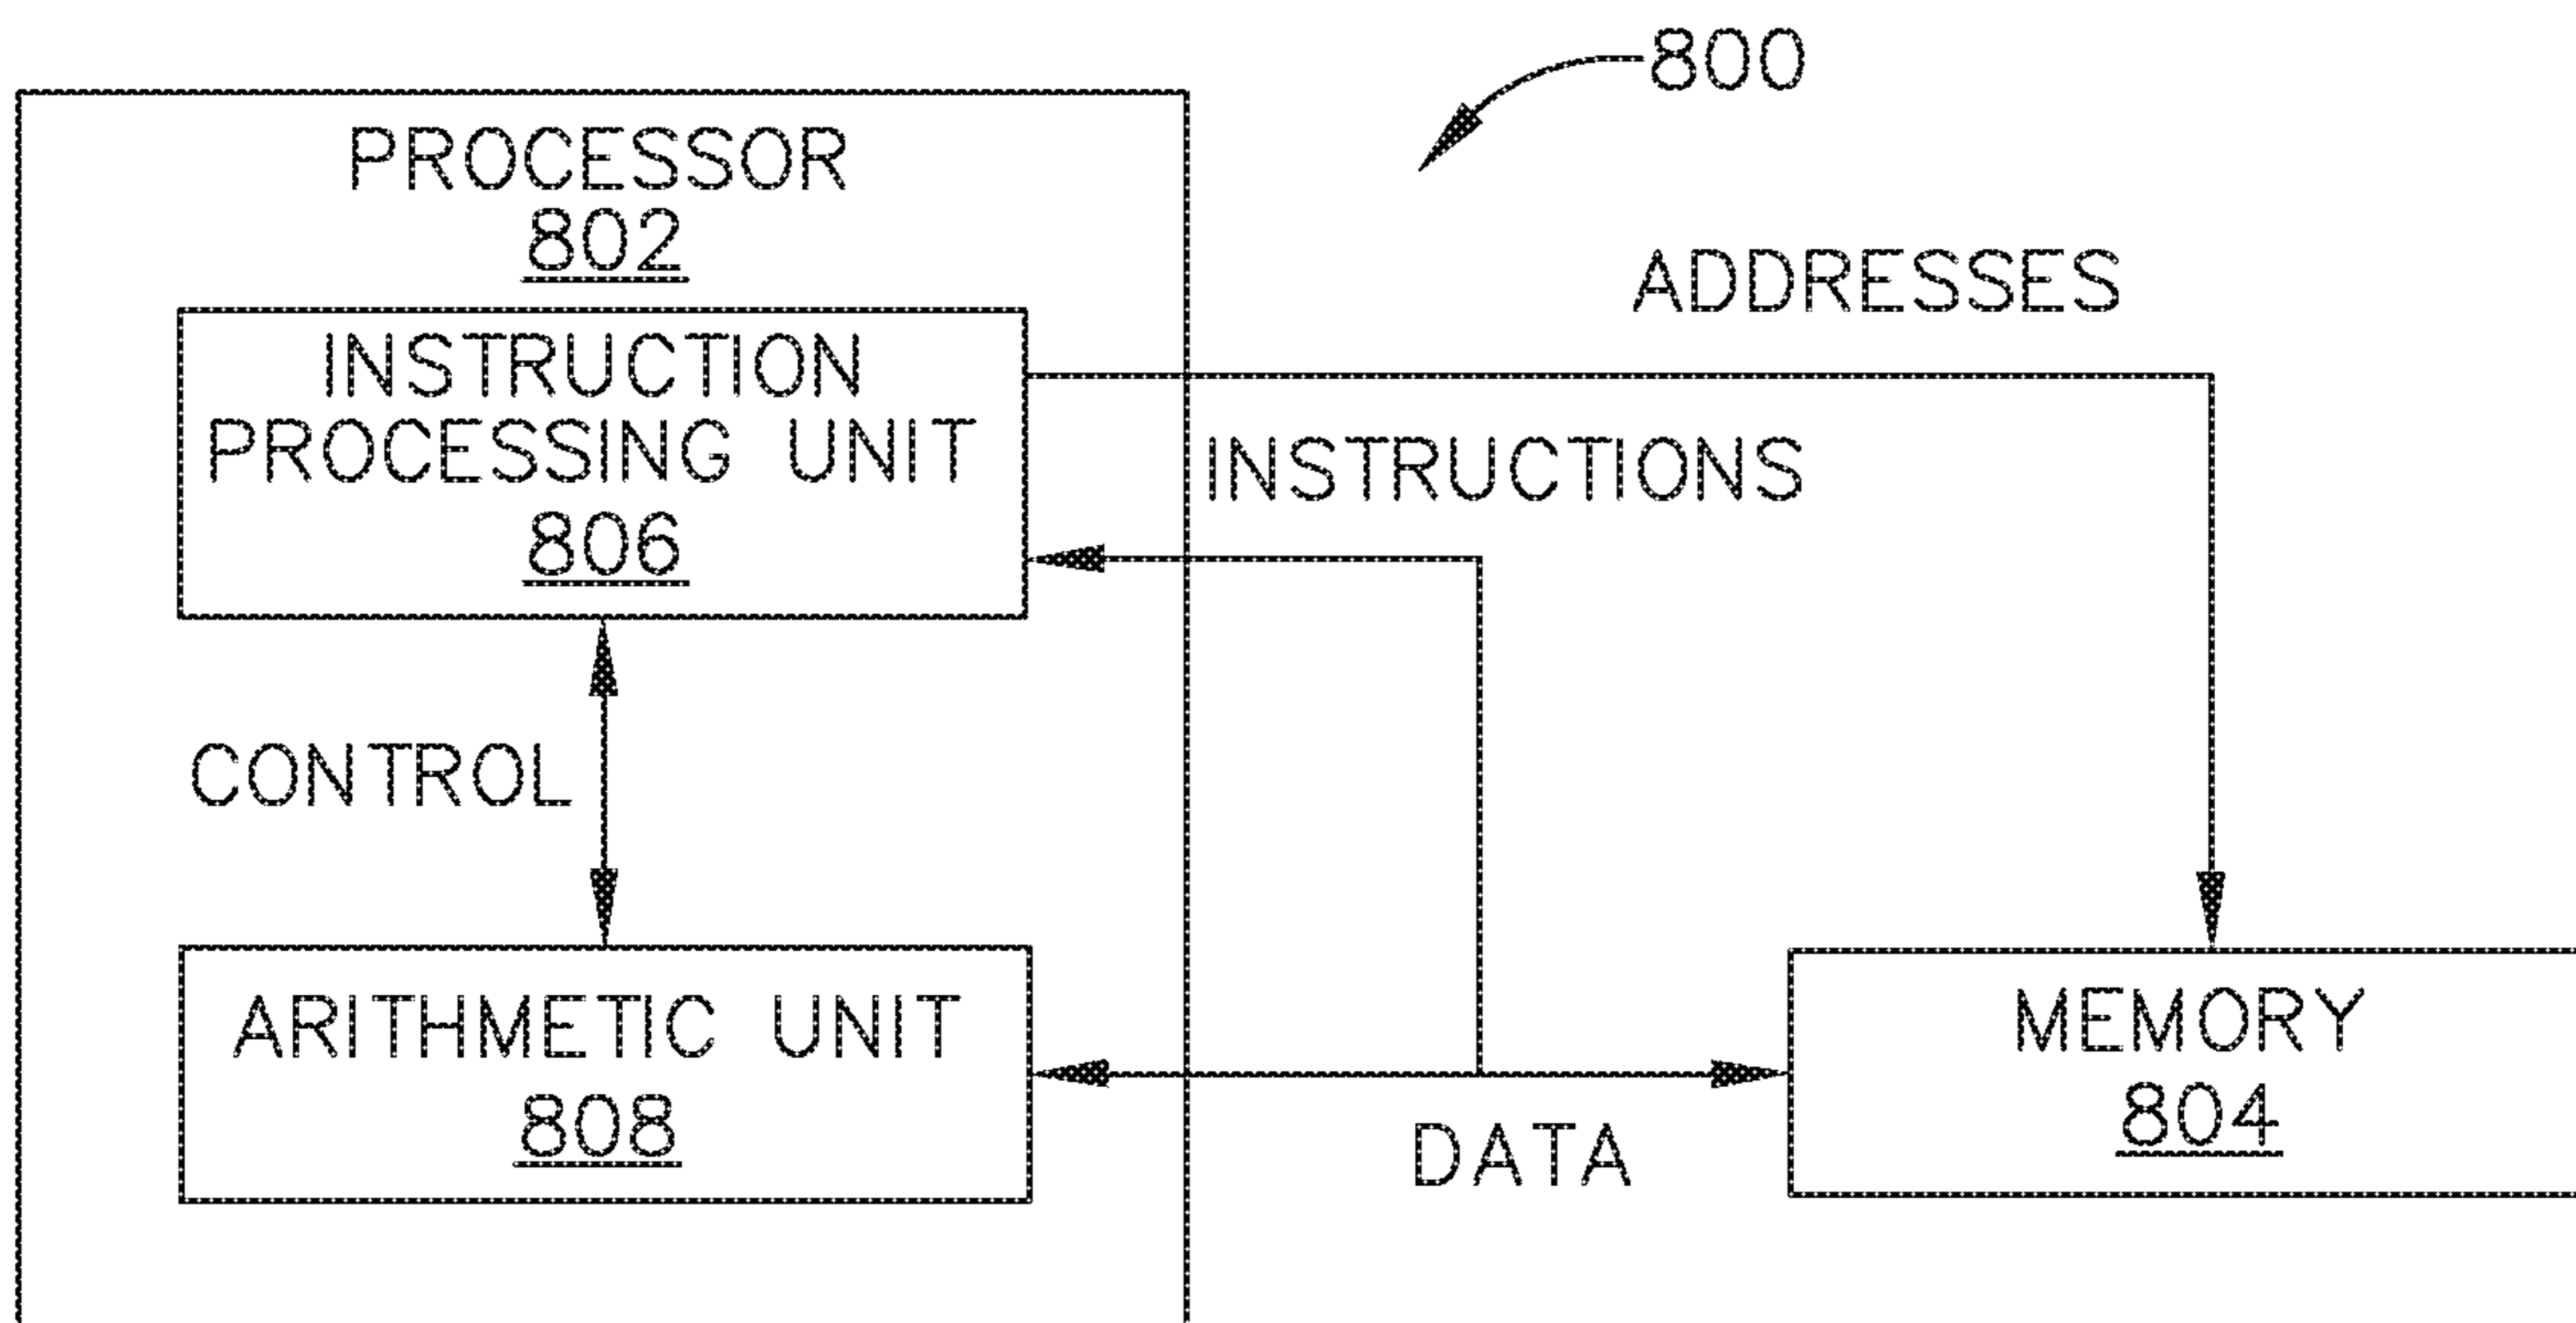 800
PROCESSOR
802
ADDRESSES
INSTRUCTION
PROCESSING UNIT
806
INSTRUCTIONS
CONTROL
ARITHMETIC UNIT
808
DATA
MEMORY
804